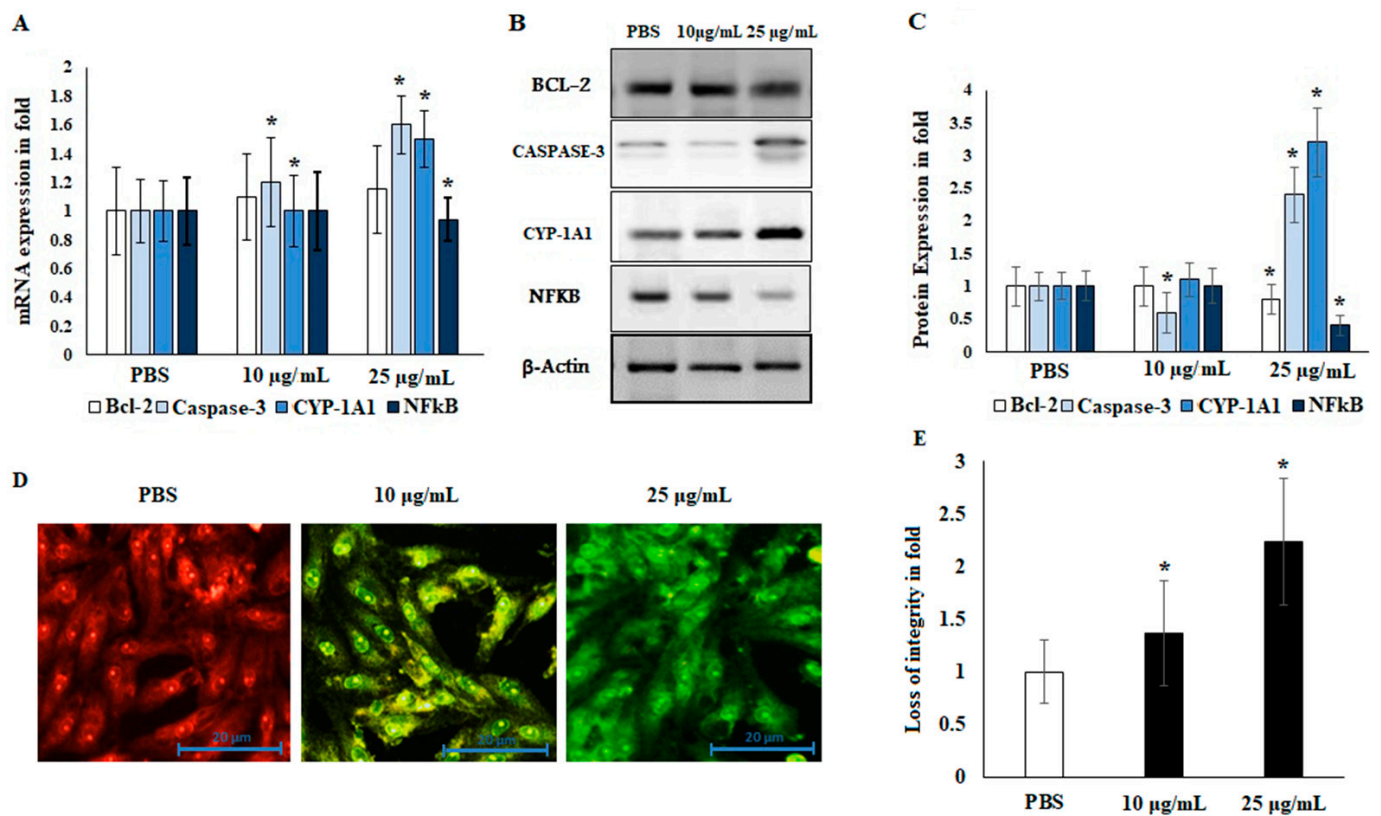 A
mRNA expression in fold
2
1.8
1.6
1.4
1.2
1
0.8
0.6
0.4
0.2
0
* * * * *
PBS 10 µg/mL 25 µg/mL
Bcl-2 Caspase-3 CYP-1A1 NFkB
B
PBS 10µg/mL 25 µg/mL
BCL-2
CASPASE-3
CYP-1A1
NFKB
β-Actin
C
Protein Expression in fold
4
3.5
3
2.5
2
1.5
1
0.5
0
* * * * *
PBS 10 µg/mL 25 µg/mL
Bcl-2 Caspase-3 CYP-1A1 NFkB
D
PBS 10 µg/mL 25 µg/mL
20 µm 20 µm 20 µm
E
Loss of integrity in fold
3
2.5
2
1.5
1
0.5
0
* *
PBS 10 µg/mL 25 µg/mL